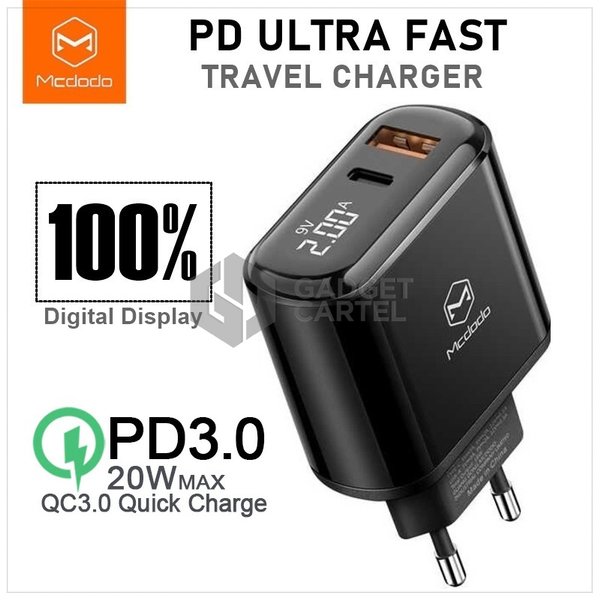 Mcdodo
PD ULTRA FAST
TRAVEL CHARGER
100%
Digital Display
9V
2.00A
Mcdodo
GADGET
CARTEL
PD3.0
20WMAX
QC3.0 Quick Charge